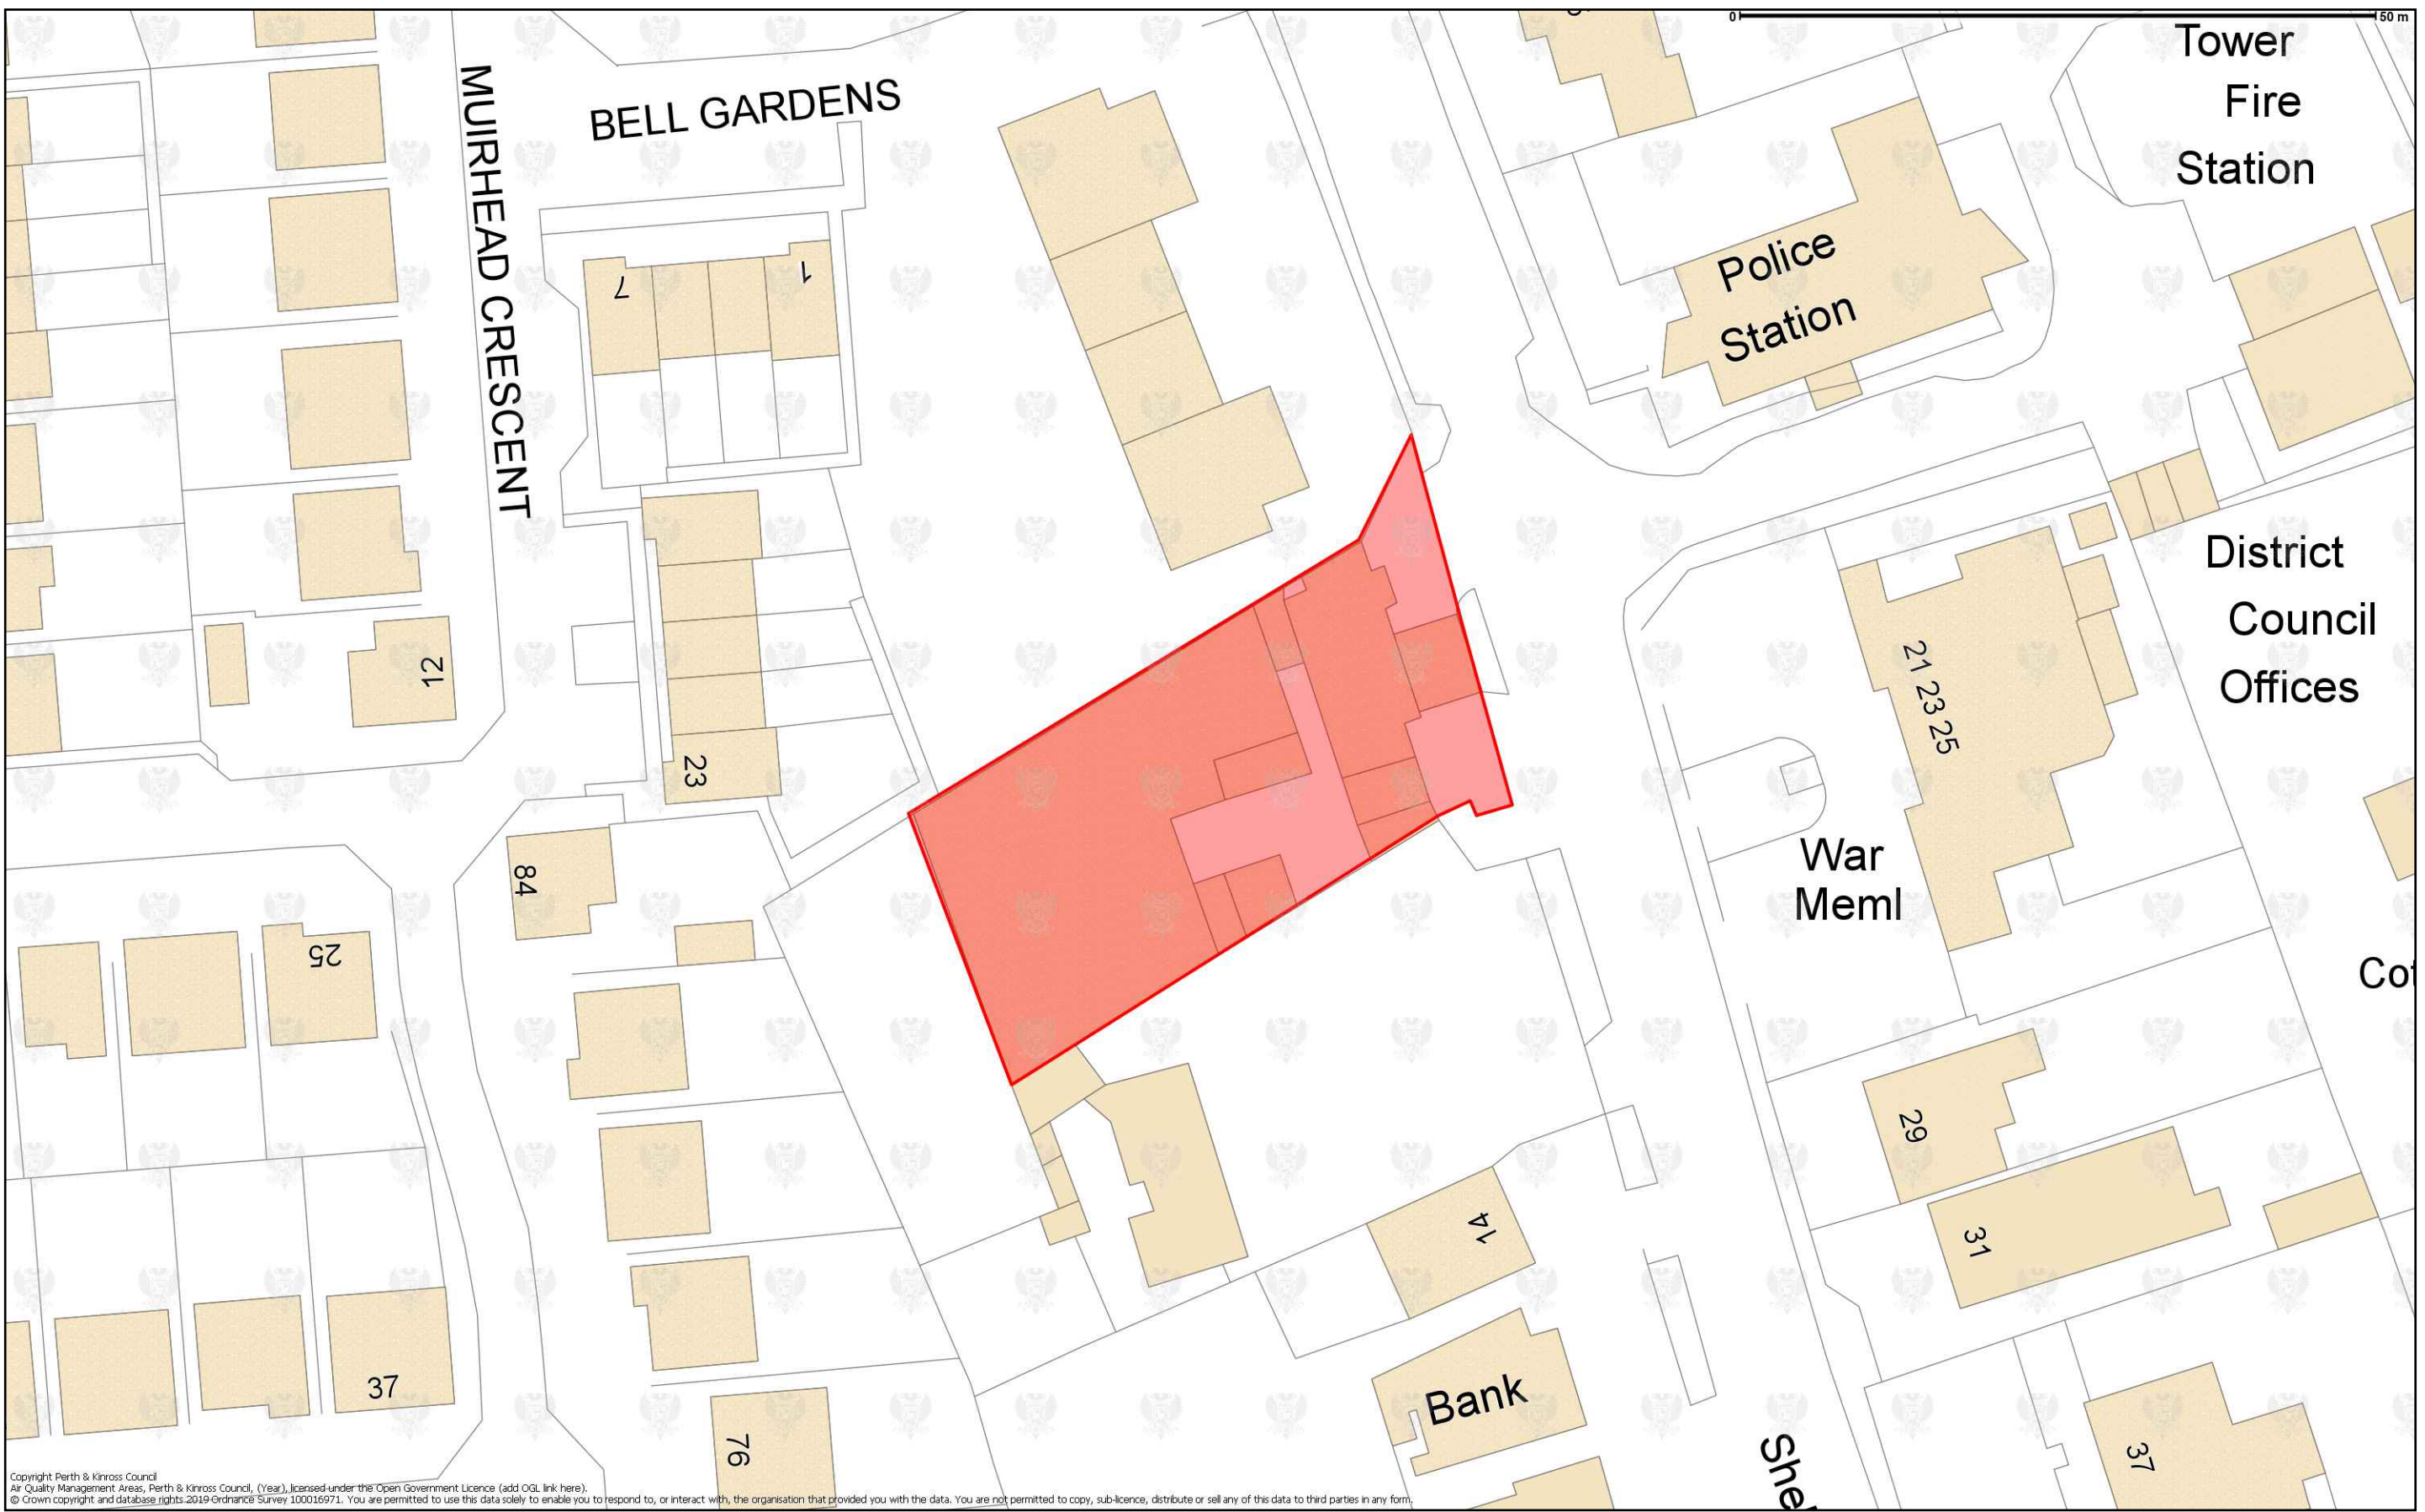 0
50 m
Tower
Fire
Station
MUIRHEAD CRESCENT
BELL GARDENS
Police
Station
7
1
District
Council
Offices
12
21 23 25
23
War
Meml
84
25
29
31
14
37
Bank
76
37
Copyright Perth & Kinross Council
Air Quality Management Areas, Perth & Kinross Council, (Year), licensed under the Open Government Licence (add OGL link here).
© Crown copyright and database rights 2019 Ordnance Survey 100016971. You are permitted to use this data solely to enable you to respond to, or interact with, the organisation that provided you with the data. You are not permitted to copy, sub-licence, distribute or sell any of this data to third parties in any form.